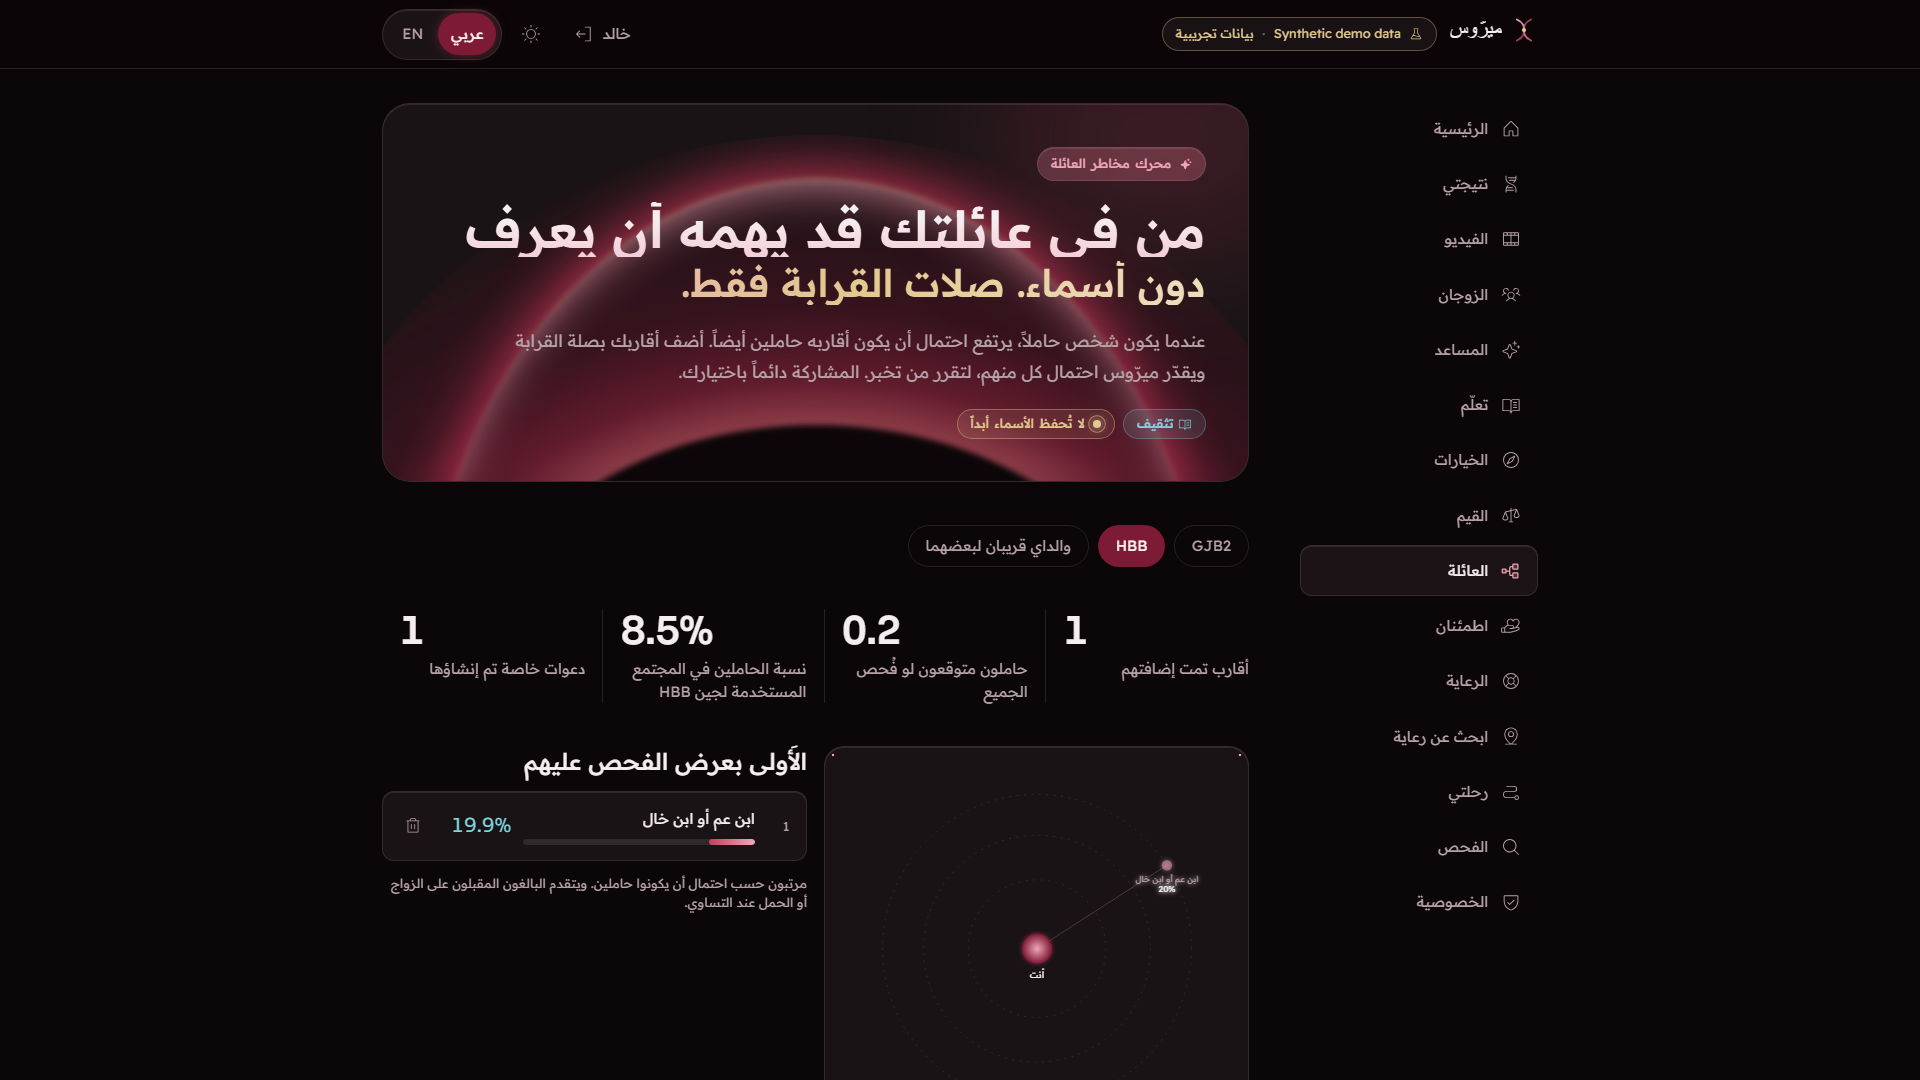 ميرّوس
Synthetic demo data · بيانات تجريبية
خالد
عربي
EN
الرئيسية
نتيجتي
الفيديو
الزوجان
المساعد
تعلّم
الخيارات
القيم
العائلة
اطمئنان
الرعاية
ابحث عن رعاية
رحلتي
الفحص
الخصوصية
محرك مخاطر العائلة
من في عائلتك قد يهمه أن يعرف
دون أسماء. صلات القرابة فقط.
عندما يكون شخص حاملاً، يرتفع احتمال أن يكون أقاربه حاملين أيضاً. أضف أقاربك بصلة القرابة
ويقدّر ميرّوس احتمال كل منهم، لتقرر من تخبر. المشاركة دائماً باختيارك.
تثقيف
لا تُحفظ الأسماء أبداً
GJB2
HBB
والداي قريبان لبعضهما
1
أقارب تمت إضافتهم
0.2
حاملون متوقعون لو فُحص
الجميع
8.5%
نسبة الحاملين في المجتمع
المستخدمة لجين HBB
1
دعوات خاصة تم إنشاؤها
ابن عم أو ابن خال
20%
أنت
الأَولى بعرض الفحص عليهم
1
ابن عم أو ابن خال
19.9%
مرتبون حسب احتمال أن يكونوا حاملين. ويتقدم البالغون المقبلون على الزواج
أو الحمل عند التساوي.